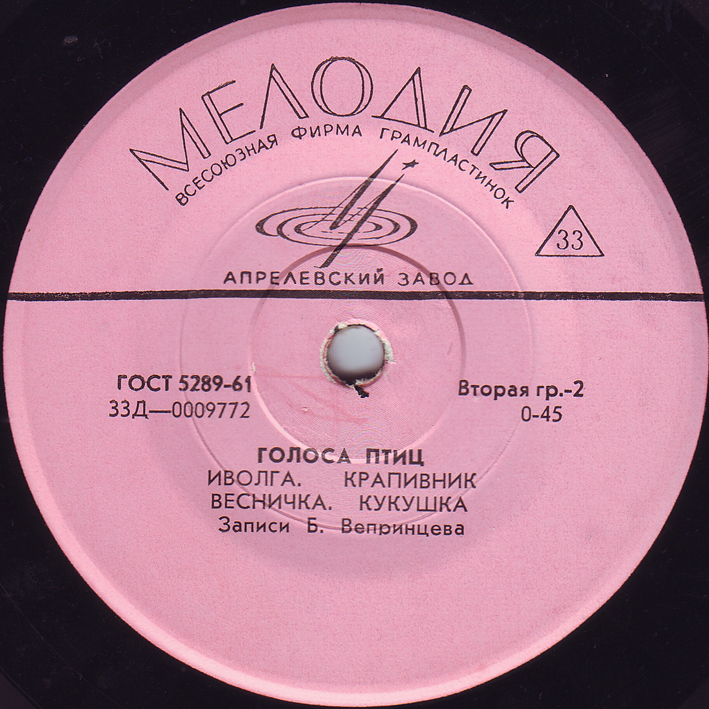 МЕЛОДИЯ
ВСЕСОЮЗНАЯ ФИРМА ГРАМПЛАСТИНОК
33
АПРЕЛЕВСКИЙ ЗАВОД
ГОСТ 5289-61
33Д—0009772
Вторая гр.-2
0-45
ГОЛОСА ПТИЦ
ИВОЛГА. КРАПИВНИК
ВЕСНИЧКА. КУКУШКА
Записи Б. Вепринцева